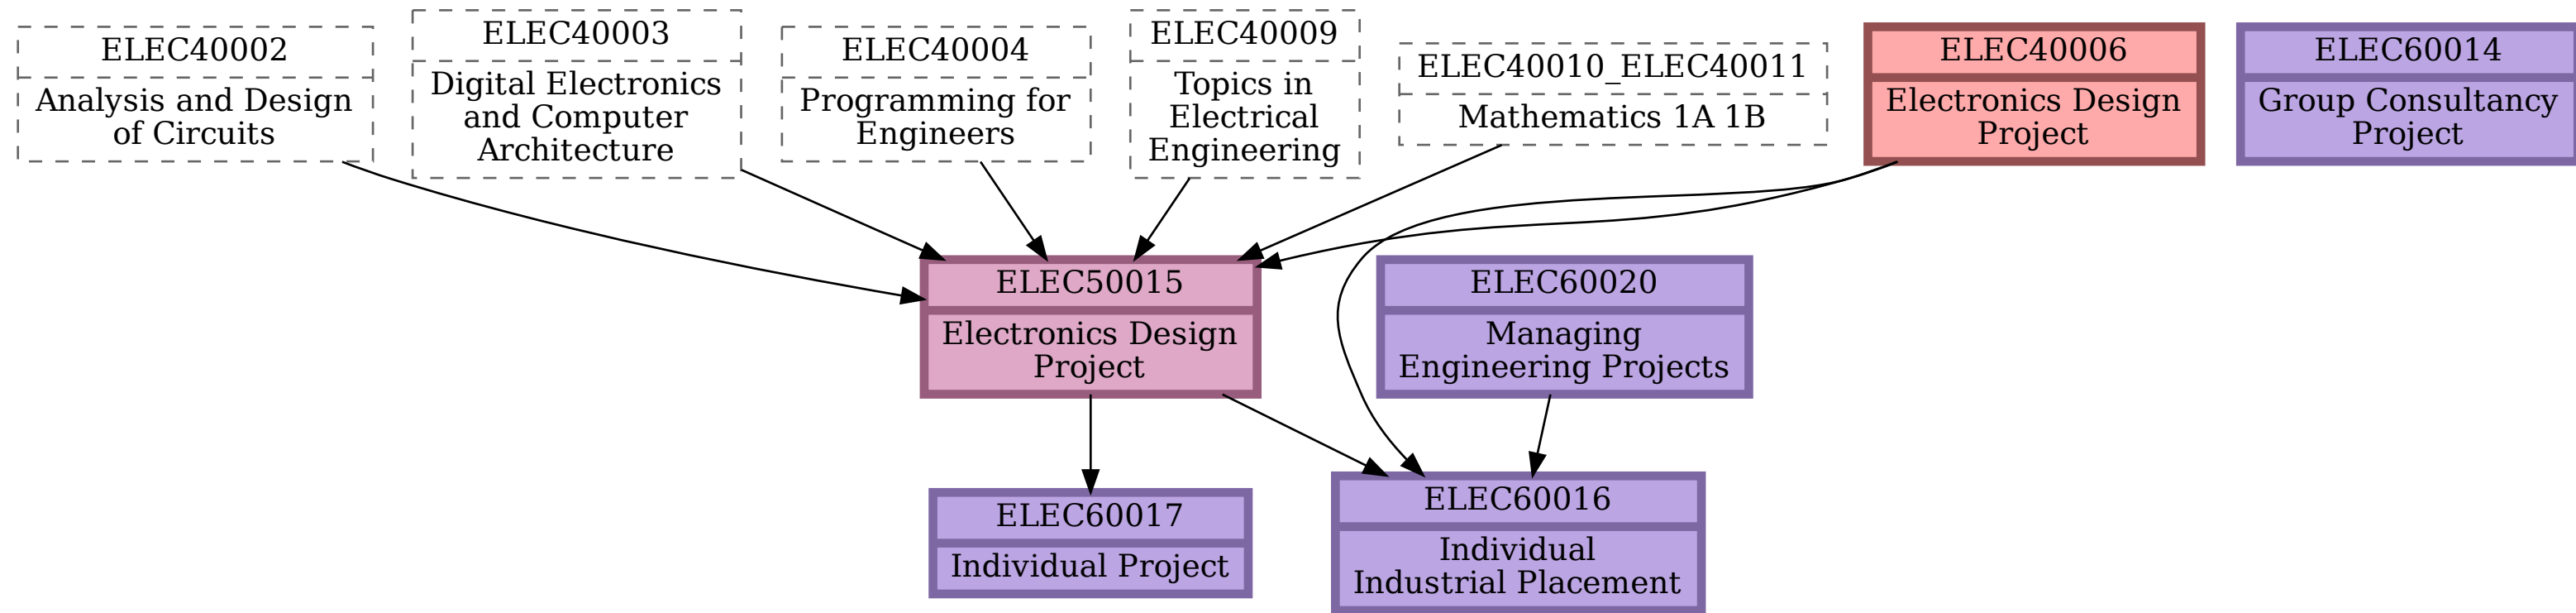 ELEC40002
Analysis and Design
of Circuits
ELEC40003
Digital Electronics
and Computer
Architecture
ELEC40004
Programming for
Engineers
ELEC40009
Topics in
Electrical
Engineering
ELEC40010_ELEC40011
Mathematics 1A 1B
ELEC40006
Electronics Design
Project
ELEC60014
Group Consultancy
Project
ELEC50015
Electronics Design
Project
ELEC60020
Managing
Engineering Projects
ELEC60017
Individual Project
ELEC60016
Individual
Industrial Placement